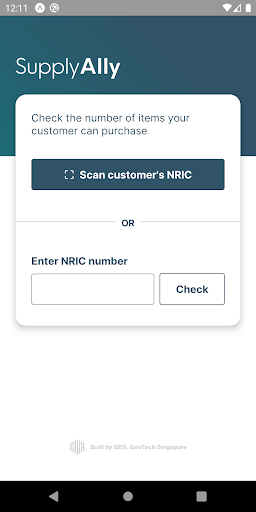 12:11
SupplyAlly
Check the number of items your
customer can purchase
Scan customer's NRIC
OR
Enter NRIC number
Check
Built by GDS, GovTech Singapore